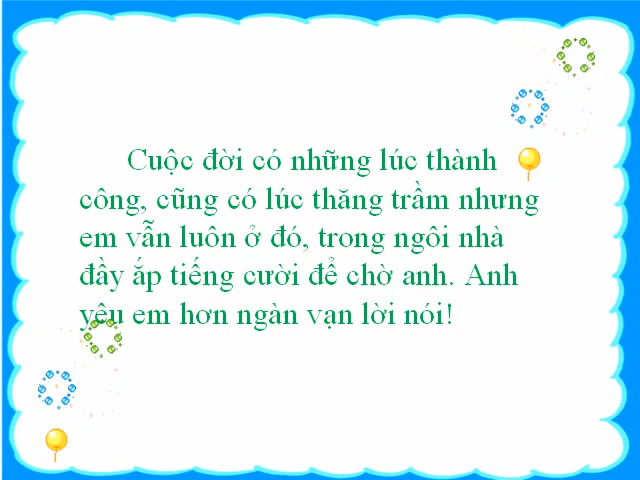 Cuộc đời có những lúc thành
công, cũng có lúc thăng trầm nhưng
em vẫn luôn ở đó, trong ngôi nhà
đầy ắp tiếng cười để chờ anh. Anh
yêu em hơn ngàn vạn lời nói!